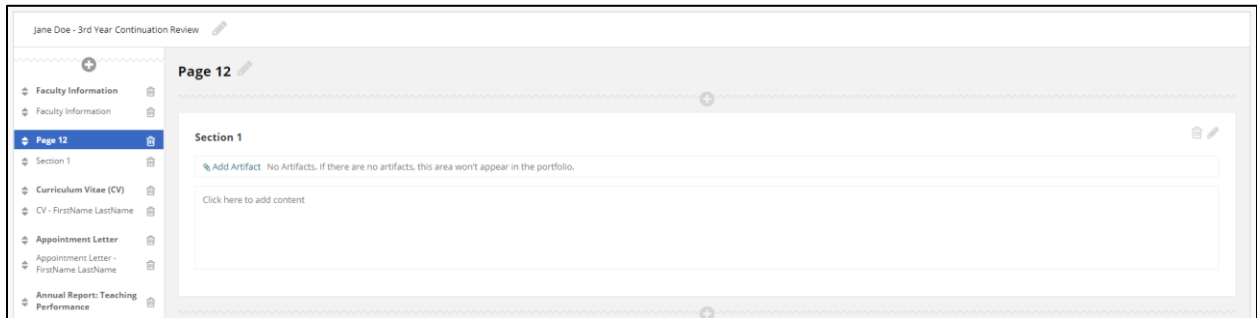 Jane Doe - 3rd Year Continuation Review
Faculty Information
Faculty Information
Page 12
Section 1
Curriculum Vitae (CV)
CV - FirstName LastName
Appointment Letter
Appointment Letter -
FirstName LastName
Annual Report: Teaching
Performance
Page 12
Section 1
Add Artifact No Artifacts. If there are no artifacts, this area won't appear in the portfolio.
Click here to add content